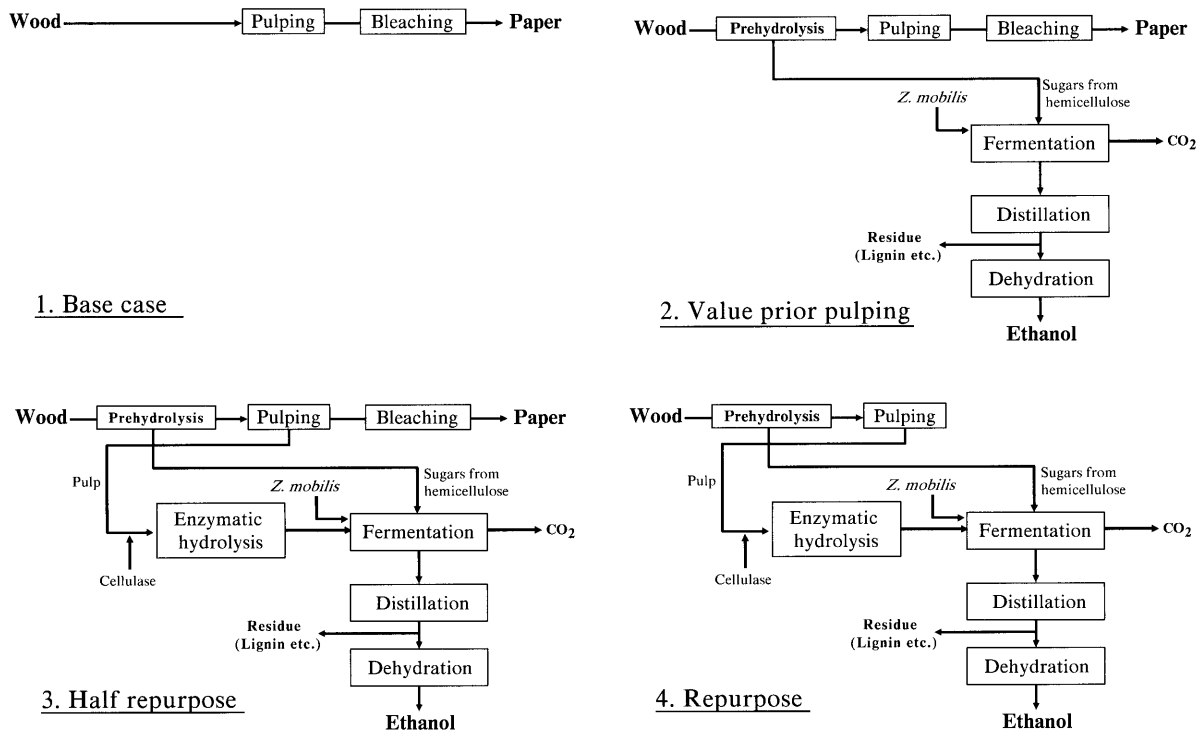 Wood
Pulping
Bleaching
Paper
1. Base case
Wood
Prehydrolysis
Pulping
Bleaching
Paper
Sugars from
hemicellulose
Z. mobilis
Fermentation
CO2
Distillation
Residue
(Lignin etc.)
Dehydration
Ethanol
2. Value prior pulping
Wood
Prehydrolysis
Pulping
Bleaching
Paper
Pulp
Sugars from
hemicellulose
Z. mobilis
Enzymatic
hydrolysis
Fermentation
CO2
Cellulase
Distillation
Residue
(Lignin etc.)
Dehydration
Ethanol
3. Half repurpose
Wood
Prehydrolysis
Pulping
Pulp
Sugars from
hemicellulose
Z. mobilis
Enzymatic
hydrolysis
Fermentation
CO2
Cellulase
Distillation
Residue
(Lignin etc.)
Dehydration
Ethanol
4. Repurpose